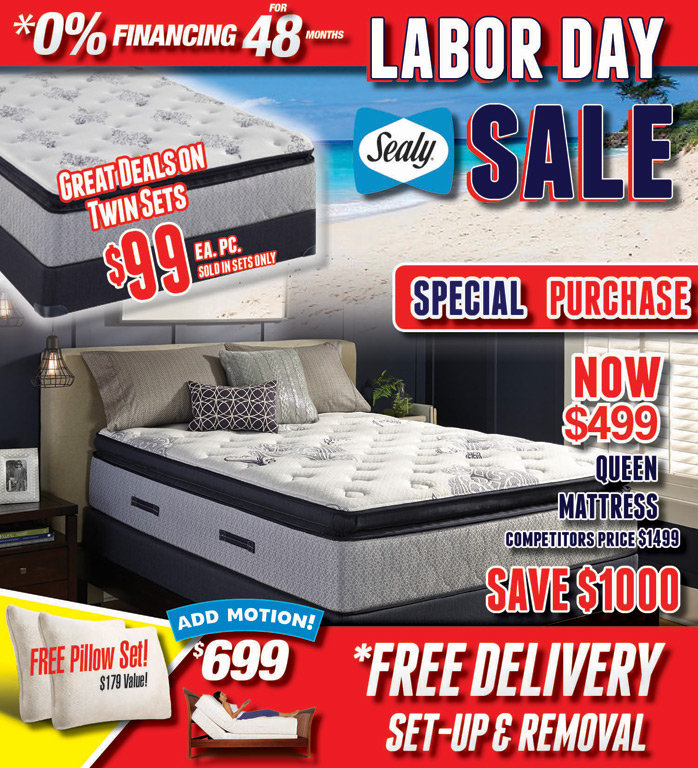 *0% FINANCING FOR 48 MONTHS
LABOR DAY
Sealy
SALE
GREAT DEALS ON
TWIN SETS
$99 EA. PC.
SOLD IN SETS ONLY
SPECIAL PURCHASE
NOW
$499
QUEEN
MATTRESS
COMPETITORS PRICE $1499
SAVE $1000
FREE Pillow Set!
$179 Value!
ADD MOTION!
$699
*FREE DELIVERY
SET-UP & REMOVAL